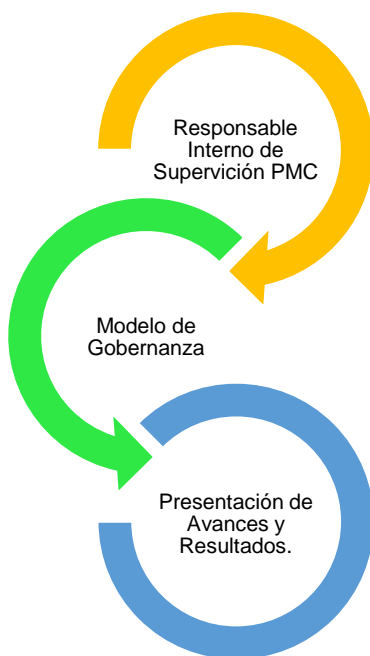 Responsable
Interno de
Supervición PMC
Modelo de
Gobernanza
Presentación de
Avances y
Resultados.